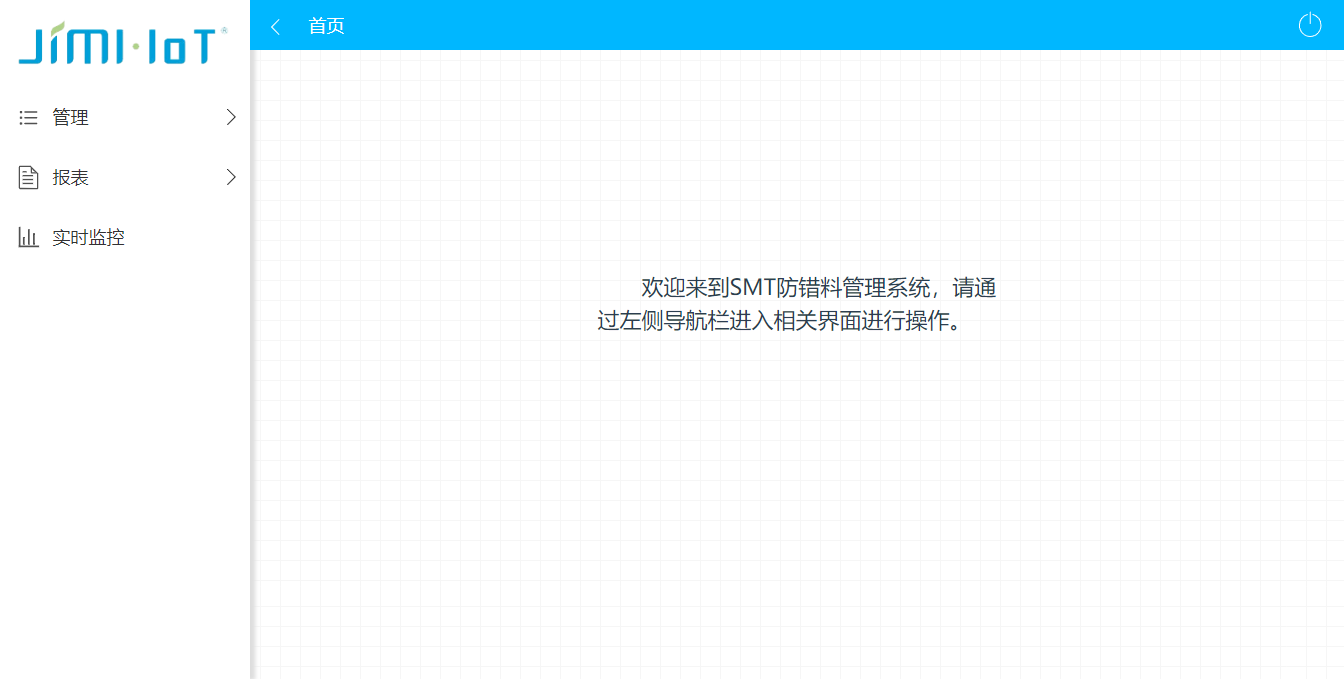 JiMI·IoT®
首页
管理
报表
实时监控
欢迎来到SMT防错料管理系统，请通
过左侧导航栏进入相关界面进行操作。